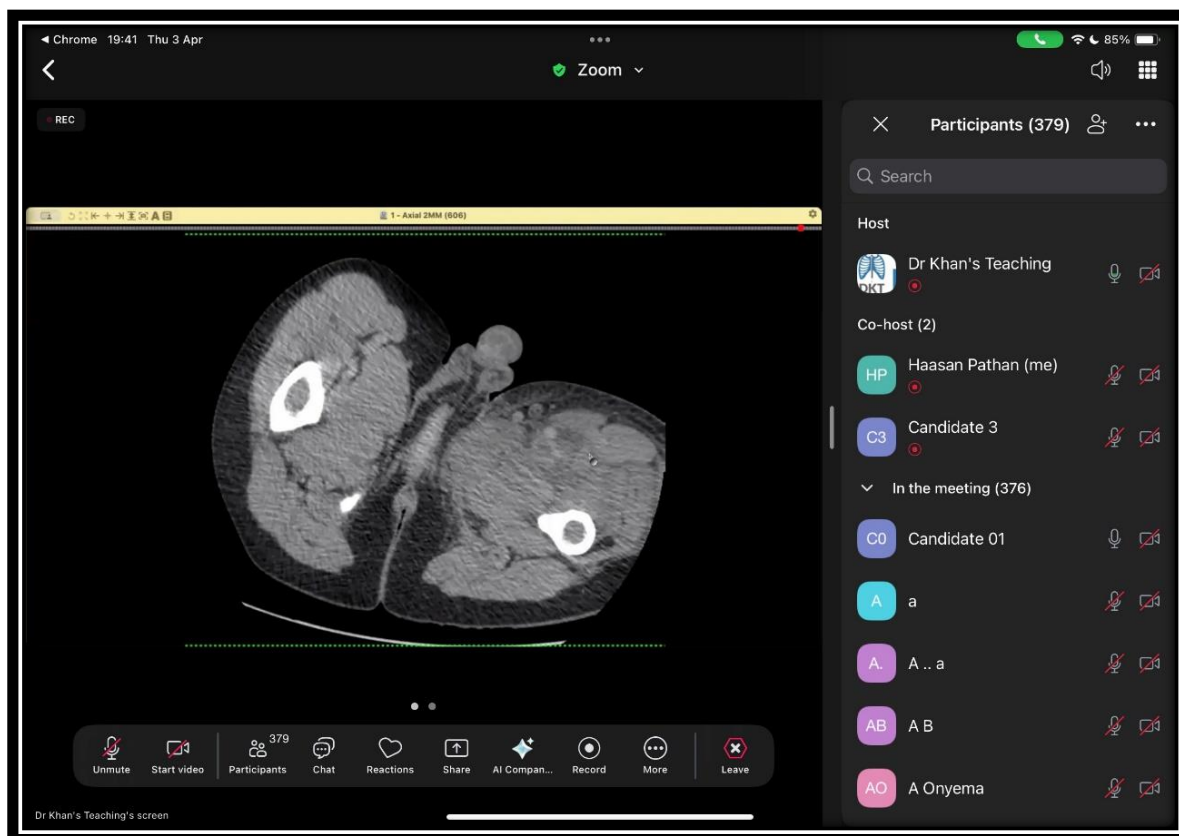 Chrome 19:41 Thu 3 Apr
85%
Zoom
REC
1 - Axial 2MM (606)
A
Participants (379)
Search
Host
Dr Khan's Teaching
DKT
Co-host (2)
HP
Haasan Pathan (me)
C3
Candidate 3
In the meeting (376)
C0
Candidate 01
A
a
A.
A .. a
AB
A B
AO
A Onyema
379
Unmute
Start video
Participants
Chat
Reactions
Share
AI Compan...
Record
More
Leave
Dr Khan's Teaching's screen